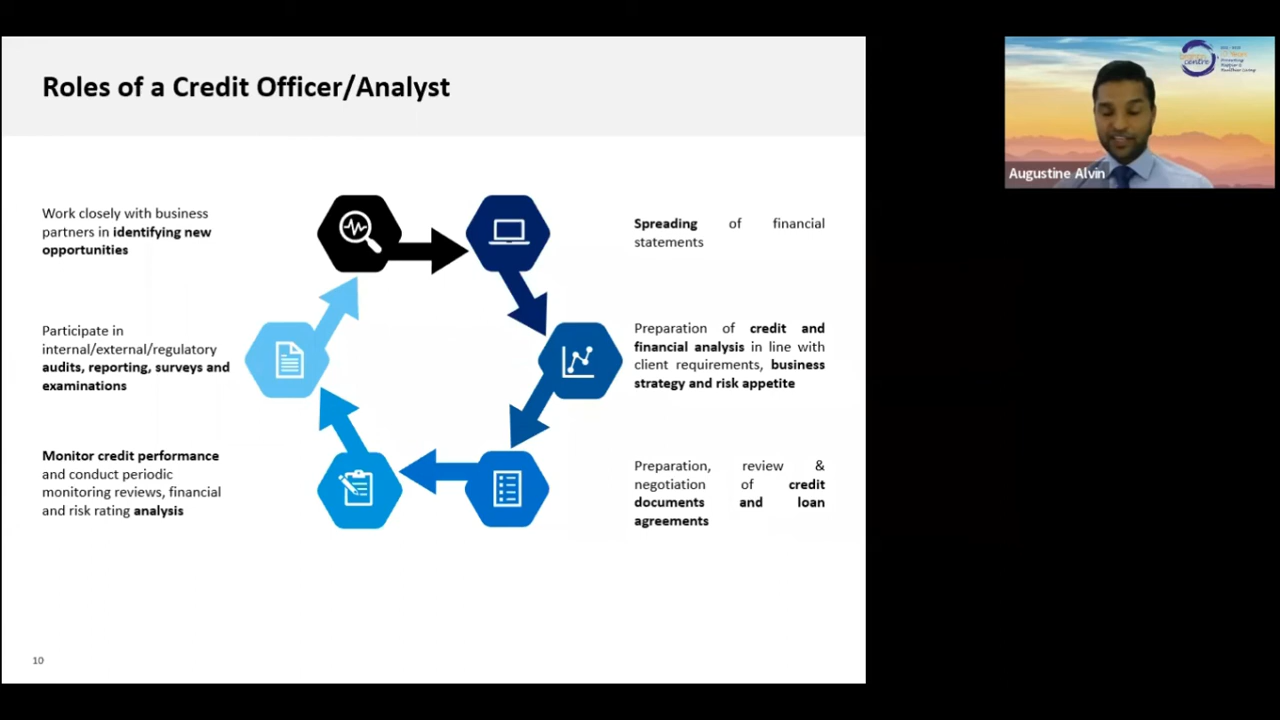 Roles of a Credit Officer/Analyst
Work closely with business
partners in identifying new
opportunities
Participate in
internal/external/regulatory
audits, reporting, surveys and
examinations
Monitor credit performance
and conduct periodic
monitoring reviews, financial
and risk rating analysis
Spreading of financial
statements
Preparation of credit and
financial analysis in line with
client requirements, business
strategy and risk appetite
Preparation, review &
negotiation of credit
documents and loan
agreements
10
centre
Augustine Alvin